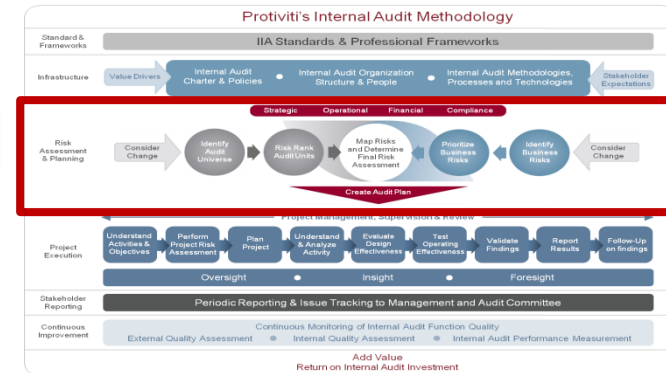 Protiviti's Internal Audit Methodology
Standard &
Frameworks
IIA Standards & Professional Frameworks
Infrastructure
Value Drivers
Internal Audit
Charter & Policies
Internal Audit Organization
Structure & People
Internal Audit Methodologies,
Processes and Technologies
Stakeholder
Expectations
Strategic Operational Financial Compliance
Risk
Assessment
& Planning
Consider
Change
Identify
Audit
Universe
Risk Rank
Audit Units
Map Risks
and Determine
Final Risk
Assessment
Prioritize
Business
Risks
Identify
Business
Risks
Consider
Change
Create Audit Plan
Project Management, Supervision & Review
Project
Execution
Understand
Activities &
Objectives
Perform
Project Risk
Assessment
Plan
Project
Understand
& Analyze
Activity
Evaluate
Design
Effectiveness
Test
Operating
Effectiveness
Validate
Findings
Report
Results
Follow-Up
on findings
Oversight • Insight • Foresight
Stakeholder
Reporting
Periodic Reporting & Issue Tracking to Management and Audit Committee
Continuous
Improvement
Continuous Monitoring of Internal Audit Function Quality
External Quality Assessment • Internal Quality Assessment • Internal Audit Performance Measurement
Add Value
Return on Internal Audit Investment